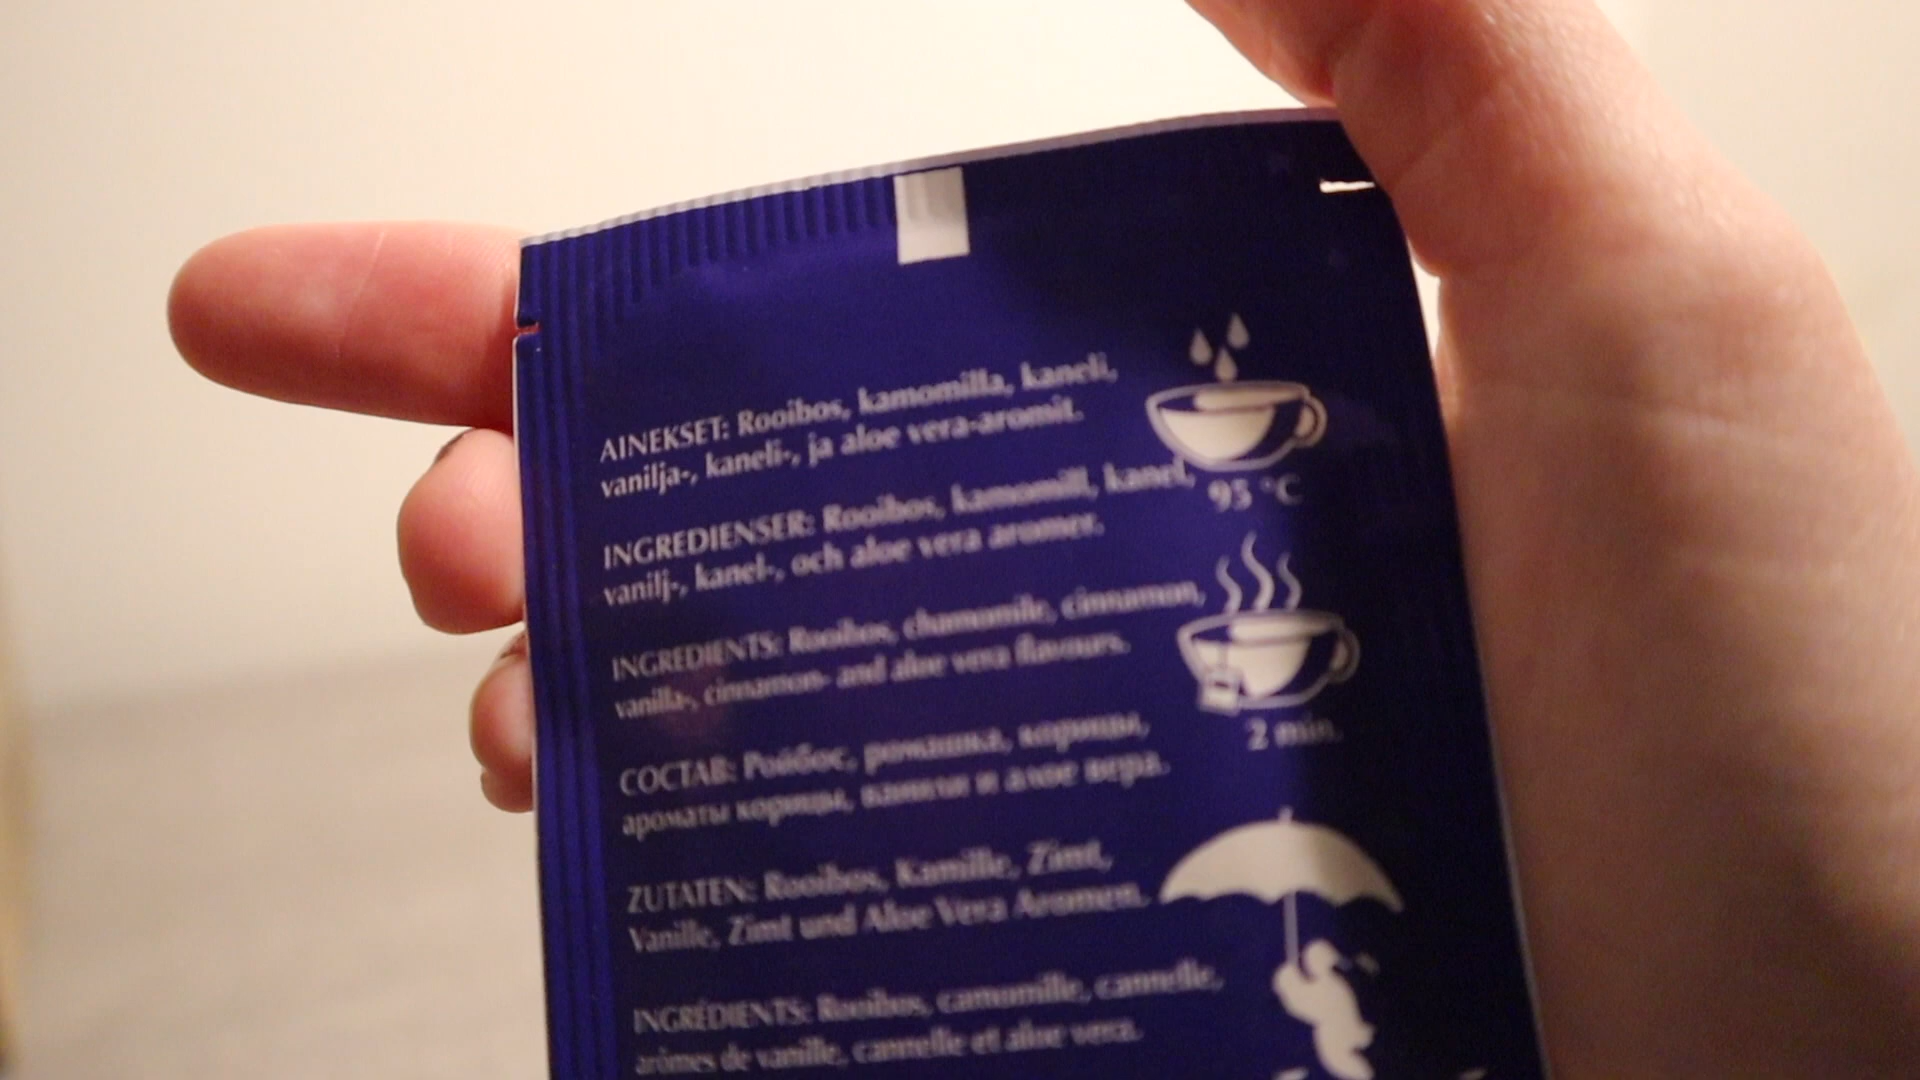 AINEKSET: Rooibos, kamomilla, kaneli,
vanilja-, kaneli-, ja aloe vera-aromit.
95 °C
INGREDIENSER: Rooibos, kamomill, kanel,
vanilj-, kanel-, och aloe vera aromer.
INGREDIENTS: Rooibos, chamomile, cinnamon,
vanilla-, cinnamon- and aloe vera flavours.
2 min.
СОСТАВ: Ройбос, ромашка, корицы,
ароматы корицы, ванили и алое вера.
ZUTATEN: Rooibos, Kamille, Zimt,
Vanille, Zimt und Aloe Vera Aromen.
INGRÉDIENTS: Rooibos, camomille, cannelle,
arômes de vanille, cannelle et aloe vera.